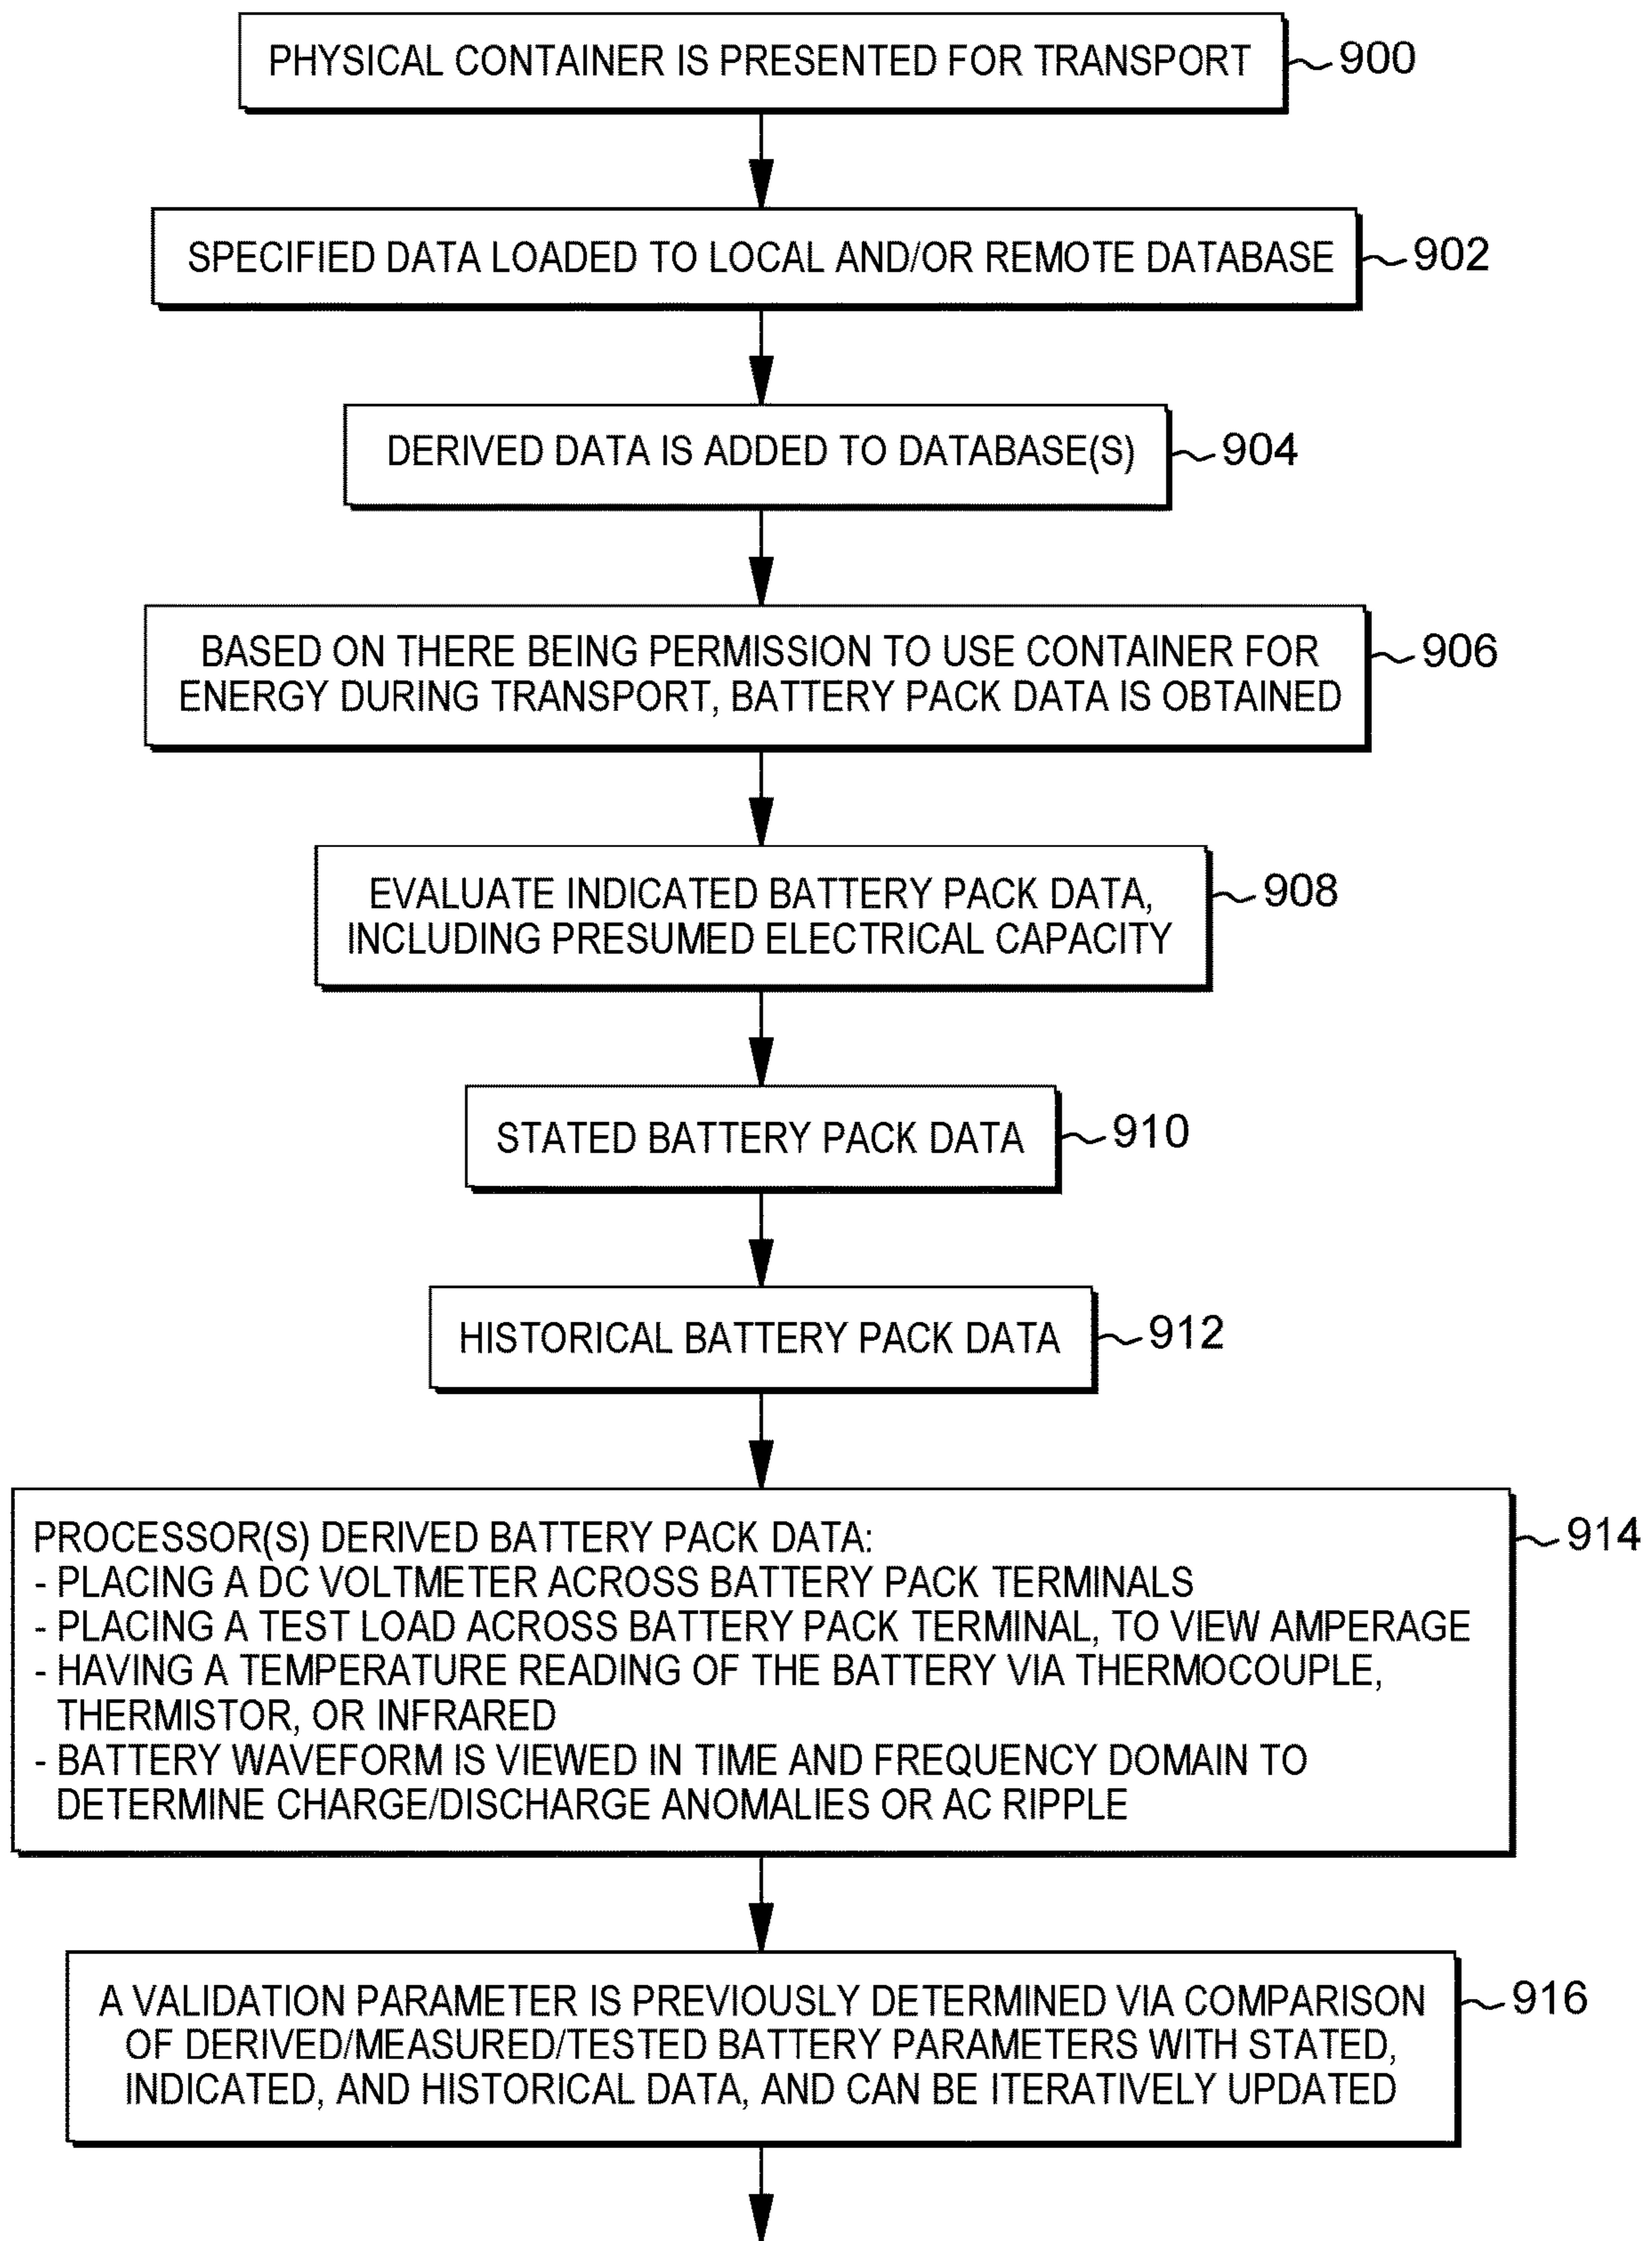 PHYSICAL CONTAINER IS PRESENTED FOR TRANSPORT
900
SPECIFIED DATA LOADED TO LOCAL AND/OR REMOTE DATABASE
902
DERIVED DATA IS ADDED TO DATABASE(S)
904
BASED ON THERE BEING PERMISSION TO USE CONTAINER FOR
ENERGY DURING TRANSPORT, BATTERY PACK DATA IS OBTAINED
906
EVALUATE INDICATED BATTERY PACK DATA,
INCLUDING PRESUMED ELECTRICAL CAPACITY
908
STATED BATTERY PACK DATA
910
HISTORICAL BATTERY PACK DATA
912
PROCESSOR(S) DERIVED BATTERY PACK DATA:
- PLACING A DC VOLTMETER ACROSS BATTERY PACK TERMINALS
- PLACING A TEST LOAD ACROSS BATTERY PACK TERMINAL, TO VIEW AMPERAGE
- HAVING A TEMPERATURE READING OF THE BATTERY VIA THERMOCOUPLE,
THERMISTOR, OR INFRARED
- BATTERY WAVEFORM IS VIEWED IN TIME AND FREQUENCY DOMAIN TO
DETERMINE CHARGE/DISCHARGE ANOMALIES OR AC RIPPLE
914
A VALIDATION PARAMETER IS PREVIOUSLY DETERMINED VIA COMPARISON
OF DERIVED/MEASURED/TESTED BATTERY PARAMETERS WITH STATED,
INDICATED, AND HISTORICAL DATA, AND CAN BE ITERATIVELY UPDATED
916